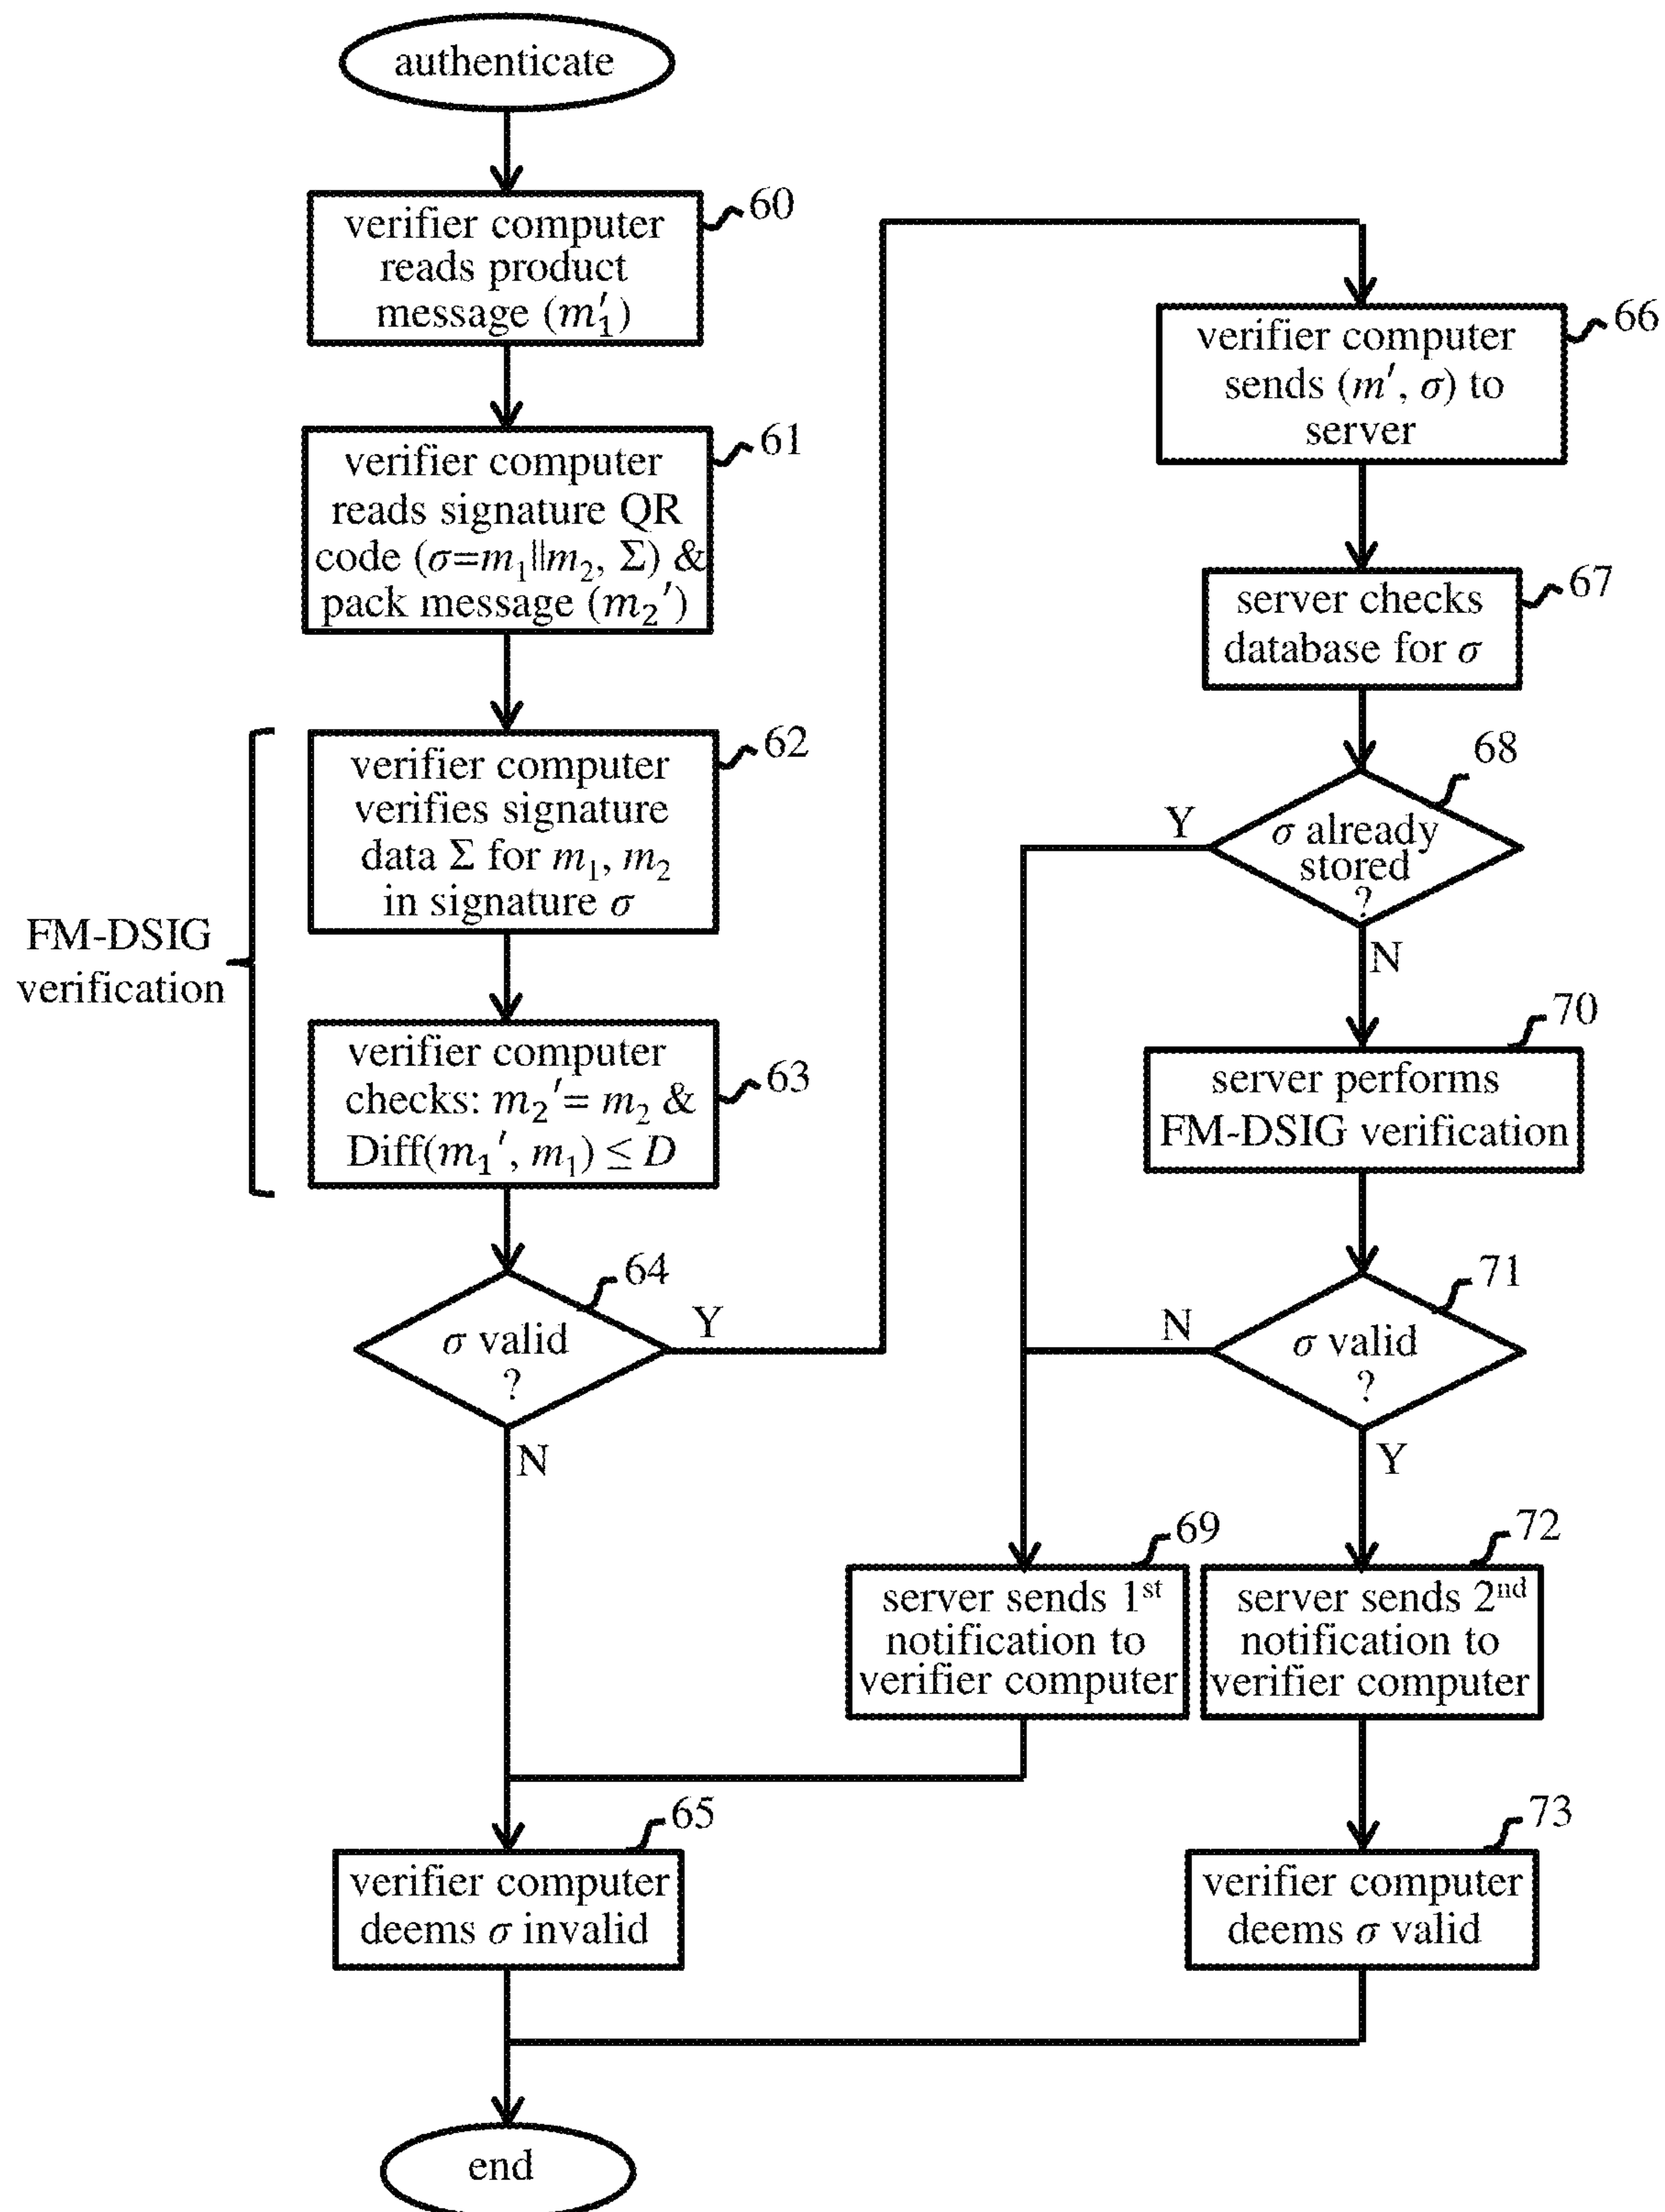 authenticate
60
verifier computer
reads product
message (m₁′)
61
verifier computer
reads signature QR
code (σ=m₁||m₂, Σ) &
pack message (m₂′)
FM-DSIG
verification
62
verifier computer
verifies signature
data Σ for m₁, m₂
in signature σ
63
verifier computer
checks: m₂′= m₂ &
Diff(m₁′, m₁) ≤ D
64
σ valid
?
Y
N
66
verifier computer
sends (m′, σ) to
server
67
server checks
database for σ
68
σ already
stored
?
Y
N
70
server performs
FM-DSIG verification
71
σ valid
?
N
Y
69
server sends 1st
notification to
verifier computer
72
server sends 2nd
notification to
verifier computer
65
verifier computer
deems σ invalid
73
verifier computer
deems σ valid
end